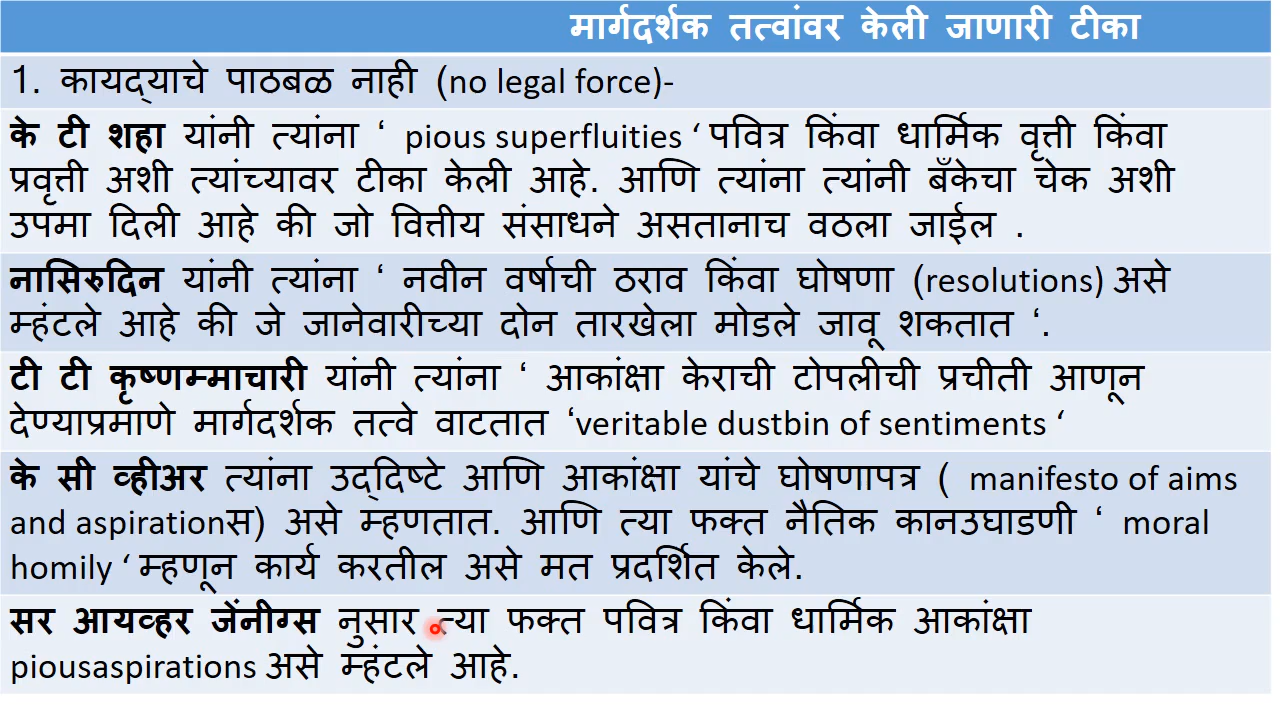 मार्गदर्शक तत्वांवर केली जाणारी टीका
1. कायद्याचे पाठबळ नाही (no legal force)-
के टी शहा यांनी त्यांना ‘ pious superfluities ‘ पवित्र किंवा धार्मिक वृत्ती किंवा
प्रवृत्ती अशी त्यांच्यावर टीका केली आहे. आणि त्यांना त्यांनी बँकेचा चेक अशी
उपमा दिली आहे की जो वित्तीय संसाधने असतानाच वठला जाईल .
नासिरुदिन यांनी त्यांना ‘ नवीन वर्षाची ठराव किंवा घोषणा (resolutions) असे
म्हंटले आहे की जे जानेवारीच्या दोन तारखेला मोडले जावू शकतात ‘.
टी टी कृष्णम्माचारी यांनी त्यांना ‘ आकांक्षा केराची टोपलीची प्रचीती आणून
देण्याप्रमाणे मार्गदर्शक तत्वे वाटतात ‘veritable dustbin of sentiments ‘
के सी व्हीअर त्यांना उद्दिष्टे आणि आकांक्षा यांचे घोषणापत्र ( manifesto of aims
and aspirationस) असे म्हणतात. आणि त्या फक्त नैतिक कानउघाडणी ‘ moral
homily ‘ म्हणून कार्य करतील असे मत प्रदर्शित केले.
सर आयव्हर जेंनीग्स नुसार त्या फक्त पवित्र किंवा धार्मिक आकांक्षा
piousaspirations असे म्हंटले आहे.